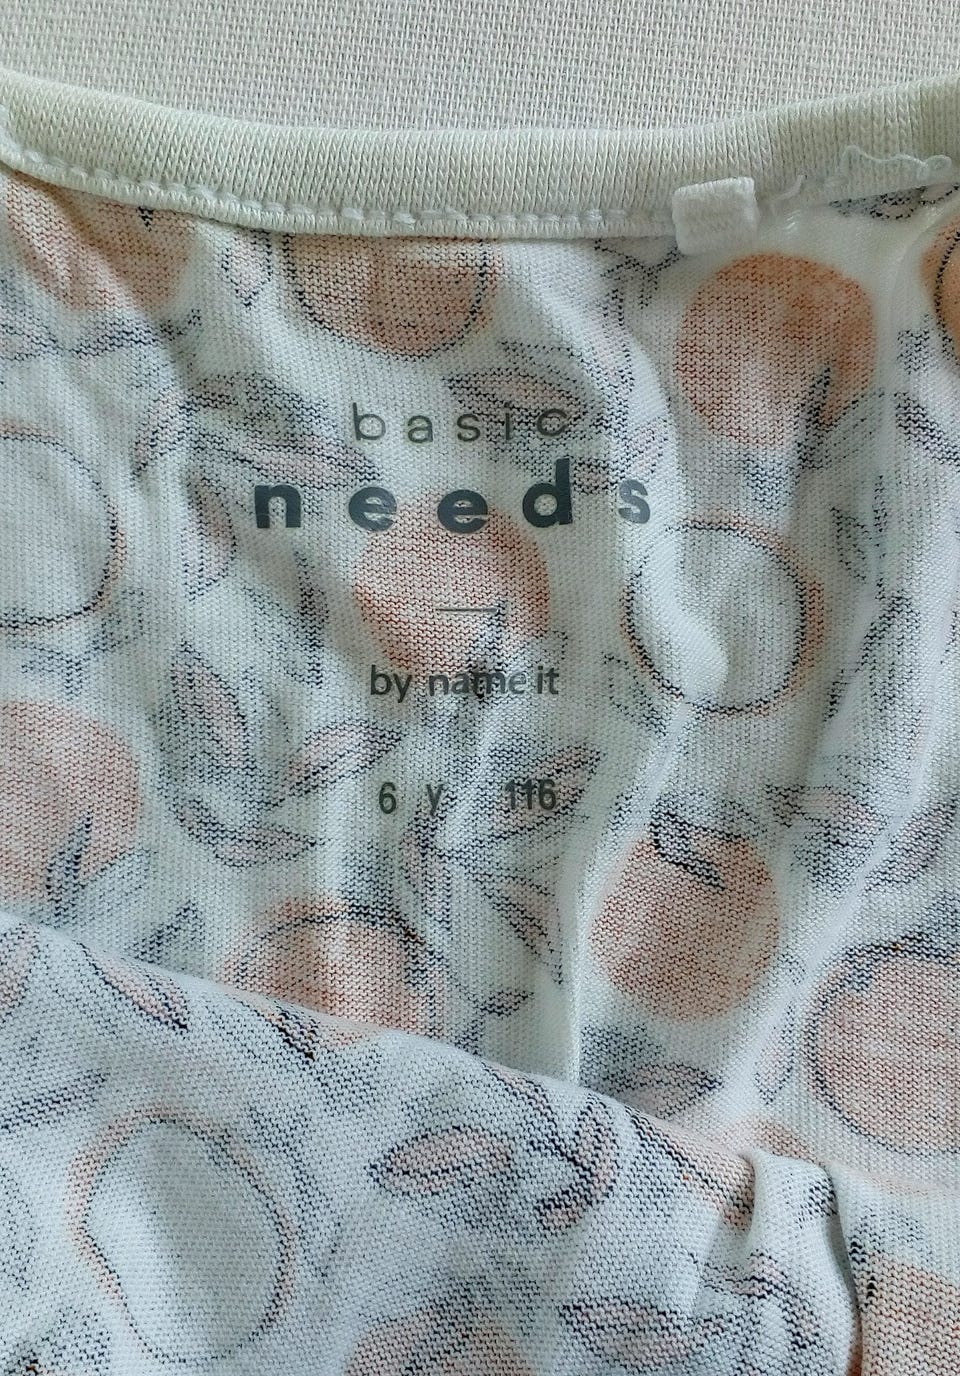 basic
needs
by name it
6 y 116